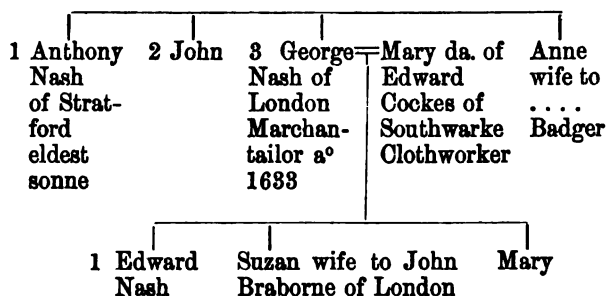 1 Anthony
Nash
of Strat-
ford
eldest
sonne
2 John
3 George
Nash of
London
Marchan-
tailor aº
1633
Mary da. of
Edward
Cockes of
Southwarke
Clothworker
Anne
wife to
. . . .
Badger
1 Edward
Nash
Suzan wife to John
Braborne of London
Mary